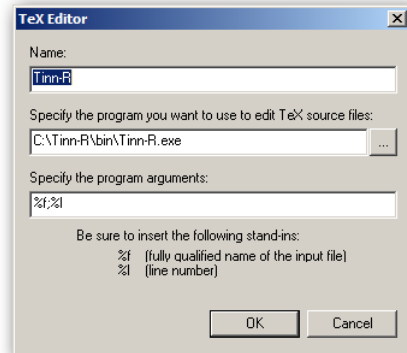 TeX Editor
Name:
Tinn-R
Specify the program you want to use to edit TeX source files:
C:\Tinn-R\bin\Tinn-R.exe
...
Specify the program arguments:
%f;%l
Be sure to insert the following stand-ins:
%f (fully qualified name of the input file)
%l (line number)
OK Cancel